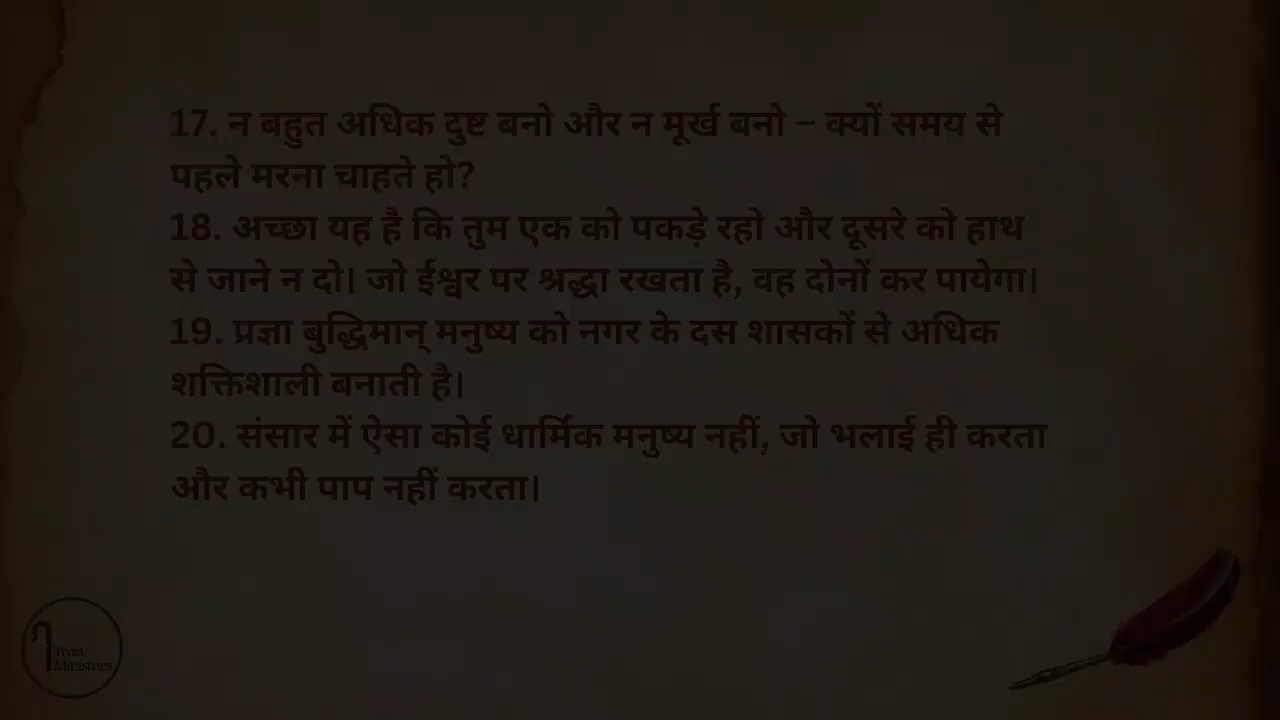 17. न बहुत अधिक दुष्ट बनो और न मूर्ख बनो – क्यों समय से
पहले मरना चाहते हो?
18. अच्छा यह है कि तुम एक को पकड़े रहो और दूसरे को हाथ
से जाने न दो। जो ईश्वर पर श्रद्धा रखता है, वह दोनों कर पायेगा।
19. प्रज्ञा बुद्धिमान् मनुष्य को नगर के दस शासकों से अधिक
शक्तिशाली बनाती है।
20. संसार में ऐसा कोई धार्मिक मनुष्य नहीं, जो भलाई ही करता
और कभी पाप नहीं करता।
Trust
Ministries